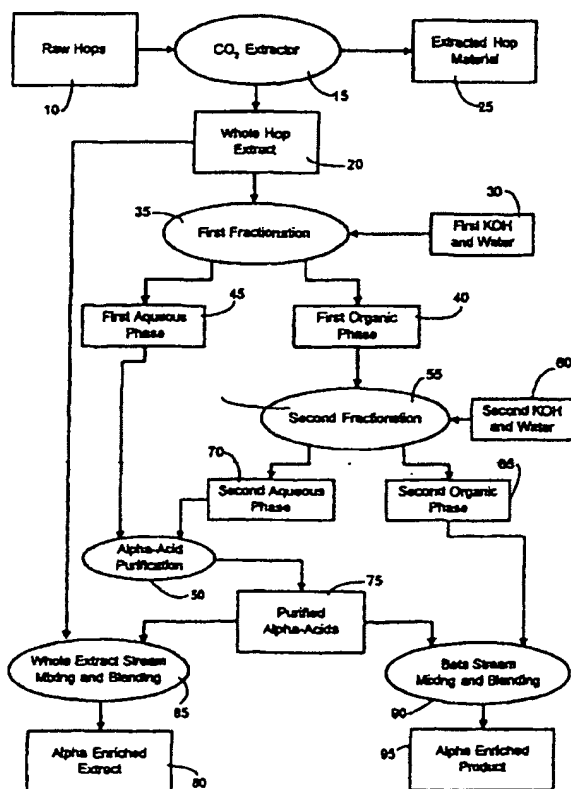 Raw Hops
10
CO2 Extractor
15
Extracted Hop
Material
25
Whole Hop
Extract
20
35
First Fractionation
30
First KOH
and Water
45
First Aqueous
Phase
40
First Organic
Phase
55
Second Fractionation
60
Second KOH
and Water
70
Second Aqueous
Phase
65
Second Organic
Phase
Alpha-Acid
Purification
50
75
Purified
Alpha-Acids
Whole Extract Stream
Mixing and Blending
85
Beta Stream
Mixing and Blending
90
Alpha Enriched
Extract
80
95
Alpha Enriched
Product